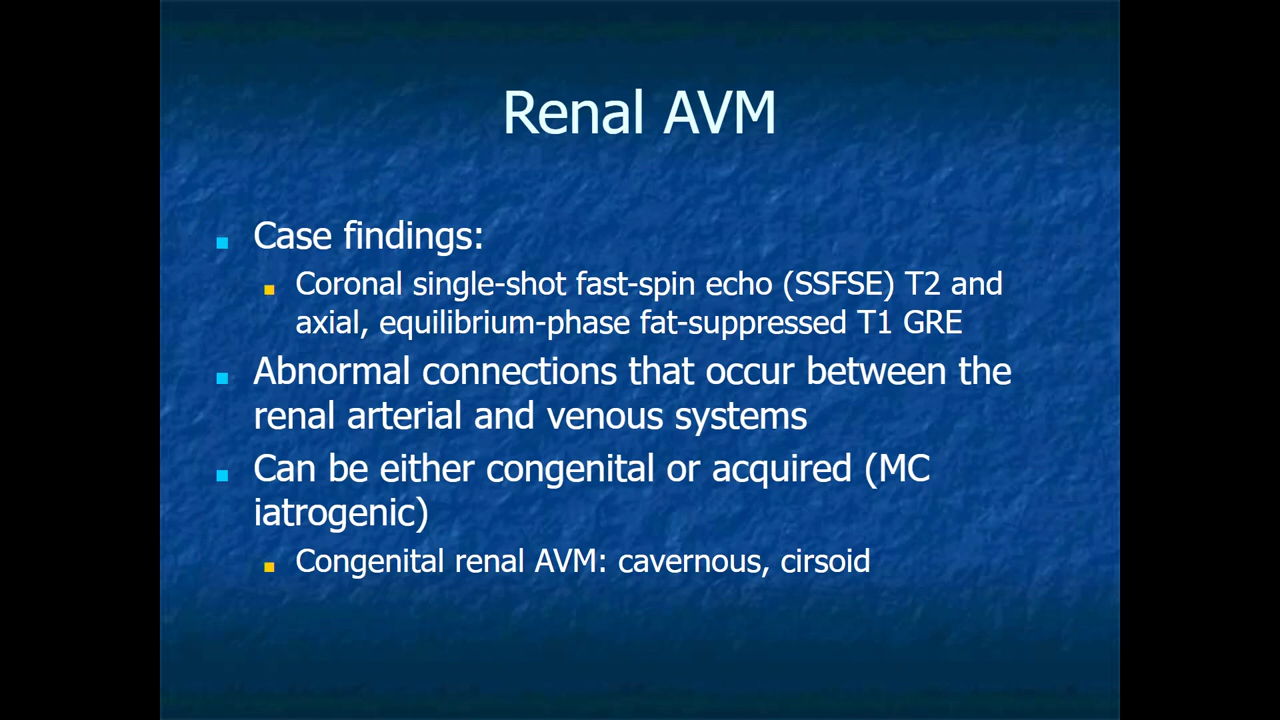 Renal AVM
Case findings:
Coronal single-shot fast-spin echo (SSFSE) T2 and
axial, equilibrium-phase fat-suppressed T1 GRE
Abnormal connections that occur between the
renal arterial and venous systems
Can be either congenital or acquired (MC
iatrogenic)
Congenital renal AVM: cavernous, cirsoid